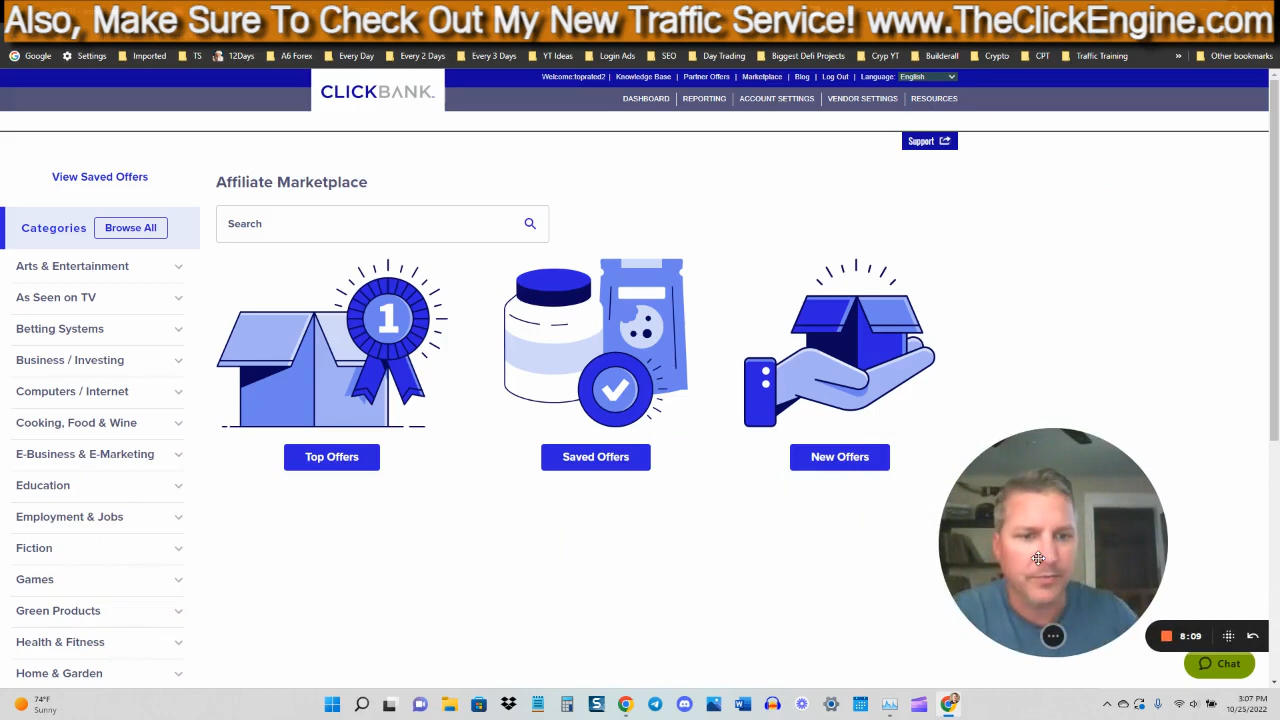 Also, Make Sure To Check Out My New Traffic Service! www.TheClickEngine.com
Google Settings Imported TS 12Days A6 Forex Every Day Every 2 Days Every 3 Days YT Ideas Login Ads SEO Day Trading Biggest Defi Projects Cryp YT Builderall Crypto CPT Traffic Training » Other bookmarks
Welcome:toprated2 | Knowledge Base | Partner Offers | Marketplace | Blog | Log Out | Language: English
CLICKBANK.
DASHBOARD REPORTING ACCOUNT SETTINGS VENDOR SETTINGS RESOURCES
Support
View Saved Offers
Affiliate Marketplace
Search
Categories Browse All
Arts & Entertainment
As Seen on TV
Betting Systems
Business / Investing
Computers / Internet
Cooking, Food & Wine
E-Business & E-Marketing
Education
Employment & Jobs
Fiction
Games
Green Products
Health & Fitness
Home & Garden
1
Top Offers
Saved Offers
New Offers
8:09
Chat
74°F
Sunny
3:07 PM
10/25/2022